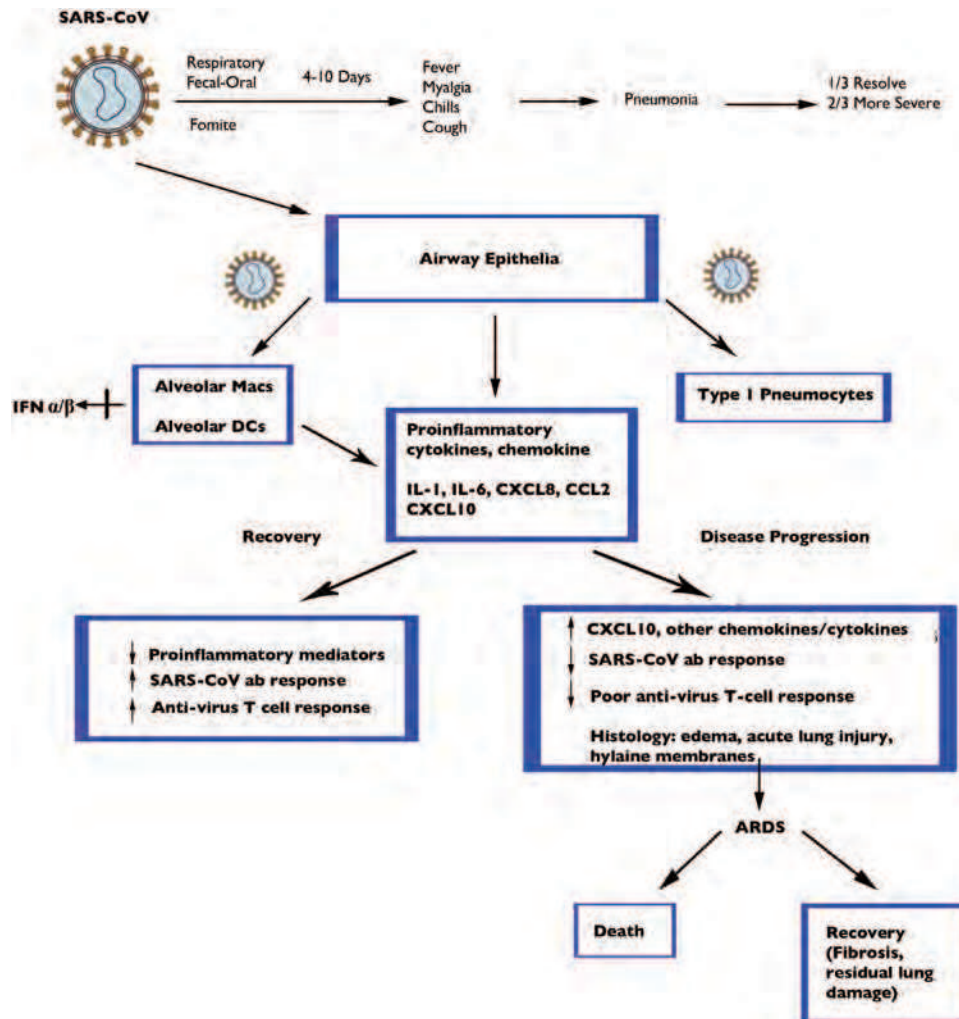 SARS-CoV
Respiratory
Fecal-Oral
4-10 Days
Fomite
Fever
Myalgia
Chills
Cough
Pneumonia
1/3 Resolve
2/3 More Severe
Airway Epithelia
Alveolar Macs
Alveolar DCs
IFN α/β
Type 1 Pneumocytes
Proinflammatory
cytokines, chemokine
IL-1, IL-6, CXCL8, CCL2
CXCL10
Recovery
Disease Progression
Proinflammatory mediators
SARS-CoV ab response
Anti-virus T cell response
CXCL10, other chemokines/cytokines
SARS-CoV ab response
Poor anti-virus T-cell response
Histology: edema, acute lung injury,
hylaine membranes
ARDS
Death
Recovery
(Fibrosis,
residual lung
damage)